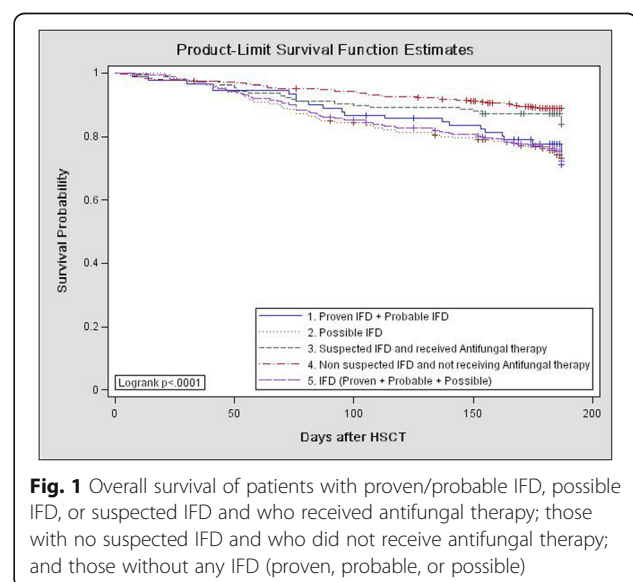 Product-Limit Survival Function Estimates
1
0.8
0.6
0.4
0.2
0
Survival Probability
1. Proven IFD + Probable IFD
2. Possible IFD
3. Suspected IFD and received Antifungal therapy
4. Non suspected IFD and not receiving Antifungal therapy
5. IFD (Proven + Probable + Possible)
Logrank p<.0001
0 50 100 150 200
Days after HSCT
Fig. 1 Overall survival of patients with proven/probable IFD, possible
IFD, or suspected IFD and who received antifungal therapy; those
with no suspected IFD and who did not receive antifungal therapy;
and those without any IFD (proven, probable, or possible)